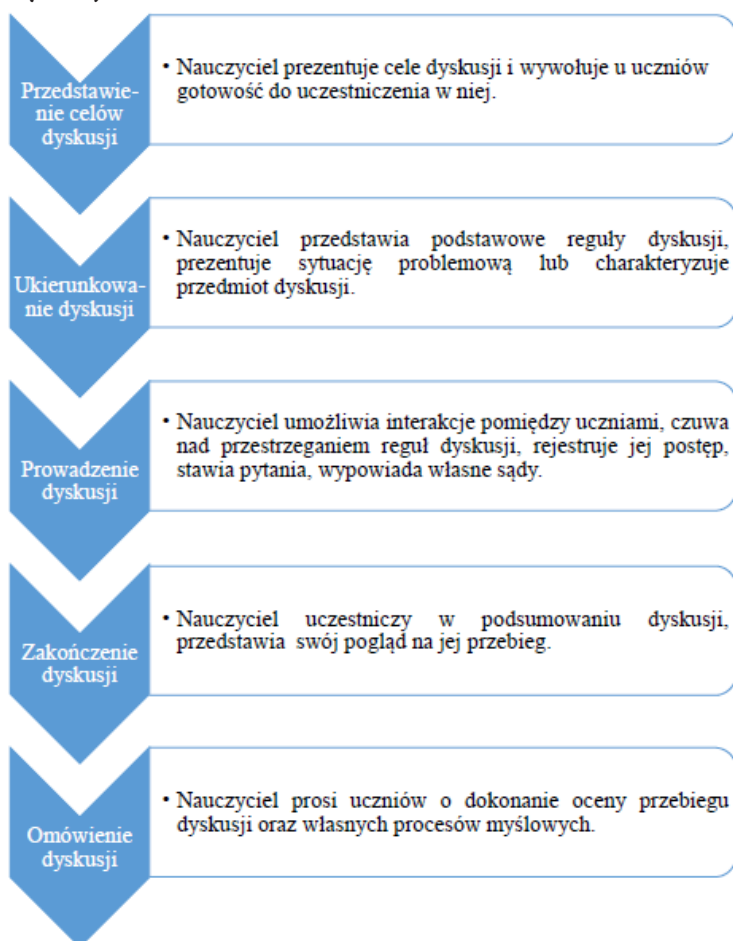 Przedstawie-
nie celów
dyskusji
• Nauczyciel prezentuje cele dyskusji i wywołuje u uczniów
gotowość do uczestniczenia w niej.
Ukierunkowa-
nie dyskusji
• Nauczyciel przedstawia podstawowe reguły dyskusji,
prezentuje sytuację problemową lub charakteryzuje
przedmiot dyskusji.
Prowadzenie
dyskusji
• Nauczyciel umożliwia interakcje pomiędzy uczniami, czuwa
nad przestrzeganiem reguł dyskusji, rejestruje jej postęp,
stawia pytania, wypowiada własne sądy.
Zakończenie
dyskusji
• Nauczyciel uczestniczy w podsumowaniu dyskusji,
przedstawia swój pogląd na jej przebieg.
Omówienie
dyskusji
• Nauczyciel prosi uczniów o dokonanie oceny przebiegu
dyskusji oraz własnych procesów myślowych.